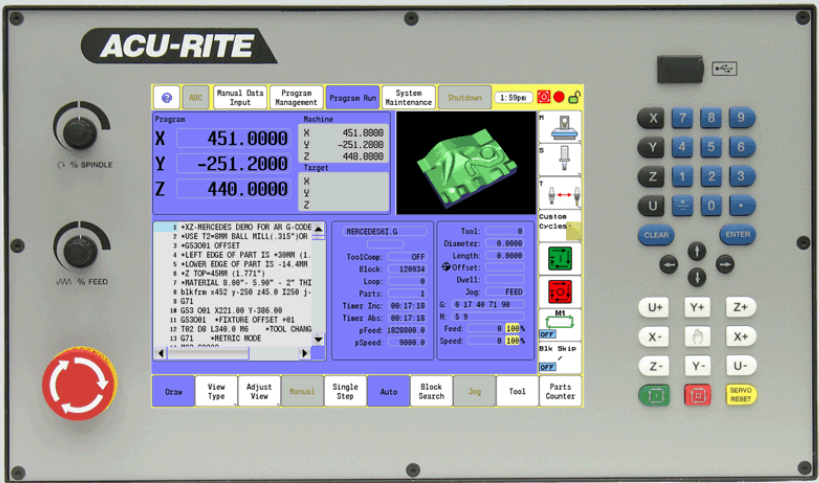 ACU-RITE
% SPINDLE
% FEED
?
ABC
Manual Data Input
Program Management
Program Run
System Maintenance
Shutdown
1:59pm
Program
X 451.0000
Y -251.2000
Z 440.0000
Machine
X 451.0000
Y -251.2000
Z 440.0000
Target
X
Y
Z
1 *XZ-MERCEDES DEMO FOR AR G-CODE
2 *USE T2=8MM BALL MILL(.315")OR
3 *G53O01 OFFSET
4 *LEFT EDGE OF PART IS +30MM (1.
5 *LOWER EDGE OF PART IS -14.4MM
6 *Z TOP=45MM (1.771")
7 *MATERIAL 8.00"- 5.90" - 2" THI
8 blkfrm x452 y-250 z45.0 I250 j-
9 G71
10 G53 O01 X221.00 Y-386.00
11 G53O01 *FIXTURE OFFSET #01
12 T02 D8 L340.0 M6 *TOOL CHANG
13 G71 *METRIC MODE
MERCEDES6I.G
ToolComp: OFF
Block: 120934
Loop: 0
Parts: 1
Timer Inc: 00:17:18
Timer Abs: 00:17:18
pFeed: 1828800.0
pSpeed: 9000.0
Tool: 0
Diameter: 0.0000
Length: 0.0000
Offset:
Dwell:
Jog: FEED
G: 0 17 40 71 90
M: 5 9
Feed: 0 100%
Speed: 0 100%
M
S
T
Custom
Cycles
M1
OFF
Blk Skip
/
OFF
Draw
View Type
Adjust View
Manual
Single Step
Auto
Block Search
Jog
Tool
Parts Counter
X 7 8 9
Y 4 5 6
Z 1 2 3
U 0 .
CLEAR
ENTER
U+ Y+ Z+
X- X+
Z- Y- U-
SERVO
RESET